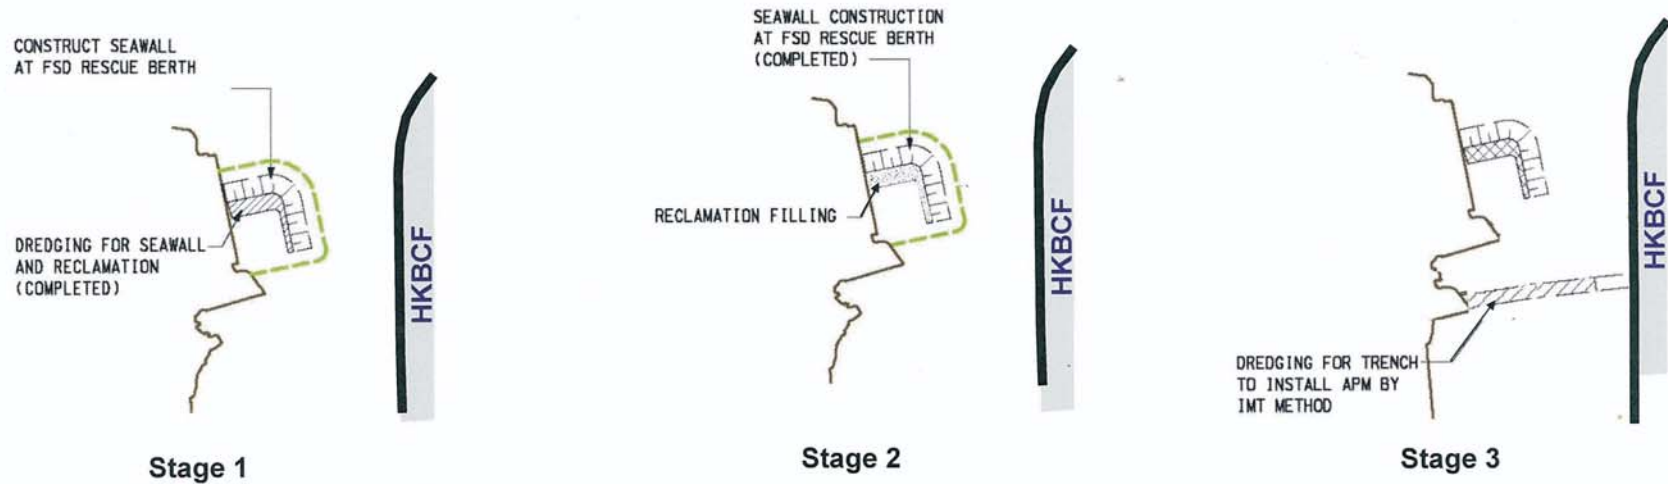 CONSTRUCT SEAWALL
AT FSD RESCUE BERTH
DREDGING FOR SEAWALL
AND RECLAMATION
(COMPLETED)
HKBCF
Stage 1
SEAWALL CONSTRUCTION
AT FSD RESCUE BERTH
(COMPLETED)
RECLAMATION FILLING
HKBCF
Stage 2
HKBCF
DREDGING FOR TRENCH
TO INSTALL APM BY
IMT METHOD
Stage 3